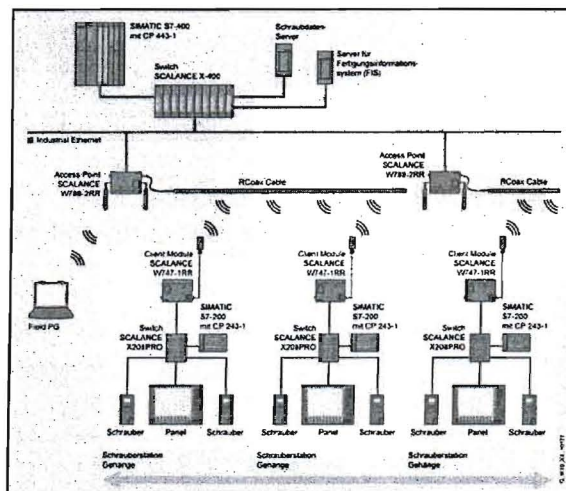 SIMATIC S7-400
mit CP 443-1
Schraubdaten-
Server
Server für
Fertigungsinformations-
system (FIS)
Switch
SCALANCE X-400
Industrial Ethernet
Access Point
SCALANCE
W788-2RR
RCoax Cable
Access Point
SCALANCE
W788-2RR
RCoax Cable
Field PG
Client Module
SCALANCE
W747-1RR
SIMATIC
S7-200
mit CP 243-1
Switch
SCALANCE
X208PRO
Schrauber
Panel
Schrauber
Schrauberstation
Gehänge
Client Module
SCALANCE
W747-1RR
SIMATIC
S7-200
mit CP 243-1
Switch
SCALANCE
X208PRO
Schrauber
Panel
Schrauber
Schrauberstation
Gehänge
Client Module
SCALANCE
W747-1RR
SIMATIC
S7-200
mit CP 243-1
Switch
SCALANCE
X208PRO
Schrauber
Panel
Schrauber
Schrauberstation
Gehänge